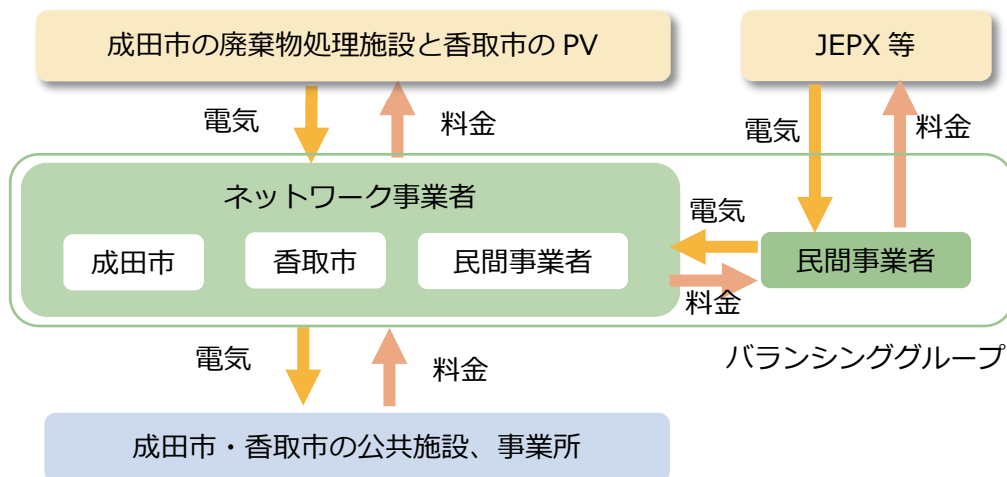 成田市の廃棄物処理施設と香取市の PV
JEPX 等
電気
料金
電気
料金
ネットワーク事業者
成田市
香取市
民間事業者
電気
料金
民間事業者
電気
料金
バランシンググループ
成田市・香取市の公共施設、事業所